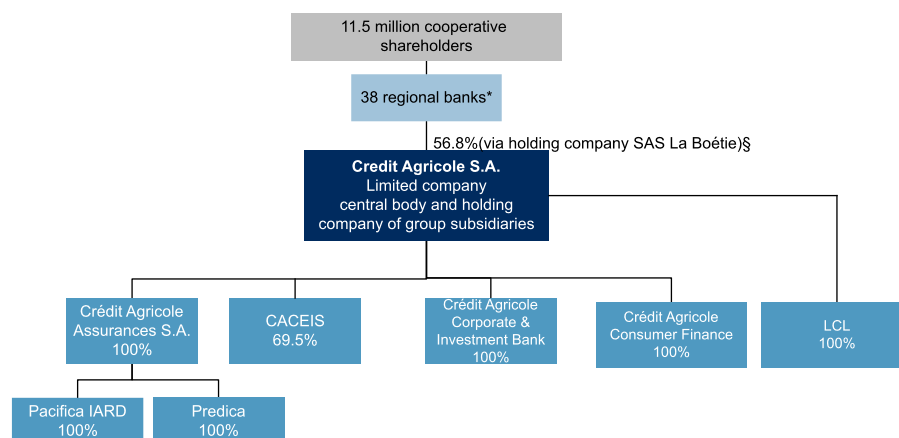 11.5 million cooperative
shareholders
38 regional banks*
56.8%(via holding company SAS La Boétie)§
Credit Agricole S.A.
Limited company
central body and holding
company of group subsidiaries
Crédit Agricole
Assurances S.A.
100%
CACEIS
69.5%
Crédit Agricole
Corporate &
Investment Bank
100%
Crédit Agricole
Consumer Finance
100%
LCL
100%
Pacifica IARD
100%
Predica
100%